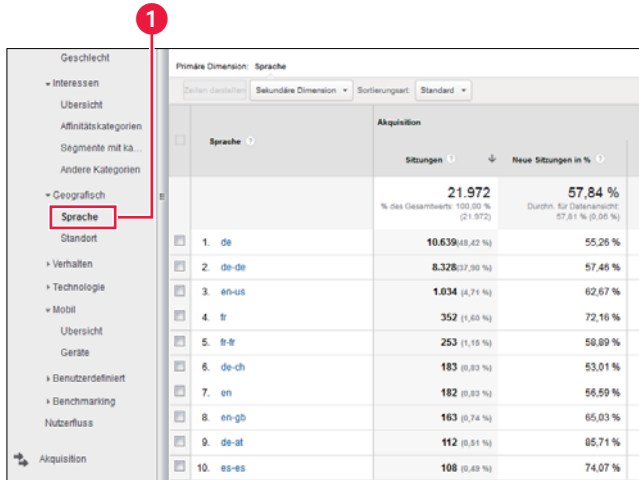 1
Geschlecht
Interessen
Übersicht
Affinitätskategorien
Segmente mit ka...
Andere Kategorien
Geografisch
Sprache
Standort
Verhalten
Technologie
Mobil
Übersicht
Geräte
Benutzerdefiniert
Benchmarking
Nutzerfluss
Akquisition
Primäre Dimension: Sprache
Zeilen darstellen Sekundäre Dimension Sortierungsart: Standard
Akquisition
Sprache ?
Sitzungen ? Neue Sitzungen in % ?
21.972 57,84 %
% des Gesamtwerts: 100,00 % Durchn. für Datenansicht:
(21.972) 57,81 % (0,06 %)
1. de 10.639(48,42 %) 55,26 %
2. de-de 8.328(37,90 %) 57,46 %
3. en-us 1.034 (4,71 %) 62,67 %
4. fr 352 (1,60 %) 72,16 %
5. fr-fr 253 (1,15 %) 58,89 %
6. de-ch 183 (0,83 %) 53,01 %
7. en 182 (0,83 %) 56,59 %
8. en-gb 163 (0,74 %) 65,03 %
9. de-at 112 (0,51 %) 85,71 %
10. es-es 108 (0,49 %) 74,07 %